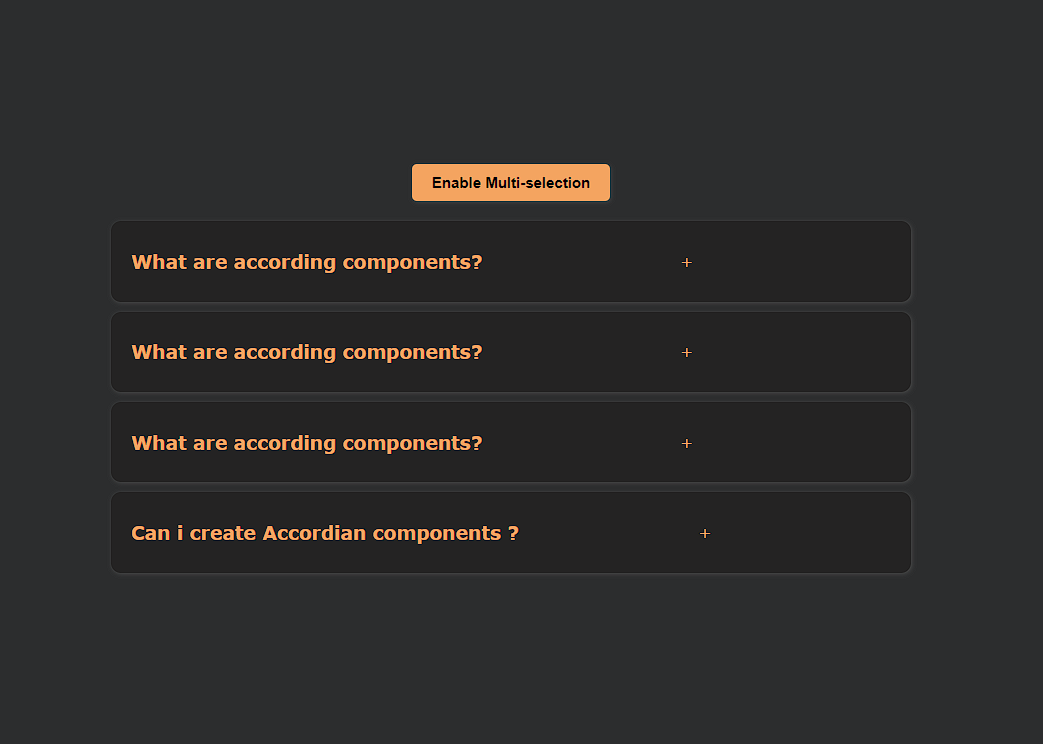 Enable Multi-selection
What are according components? +
What are according components? +
What are according components? +
Can i create Accordian components ? +